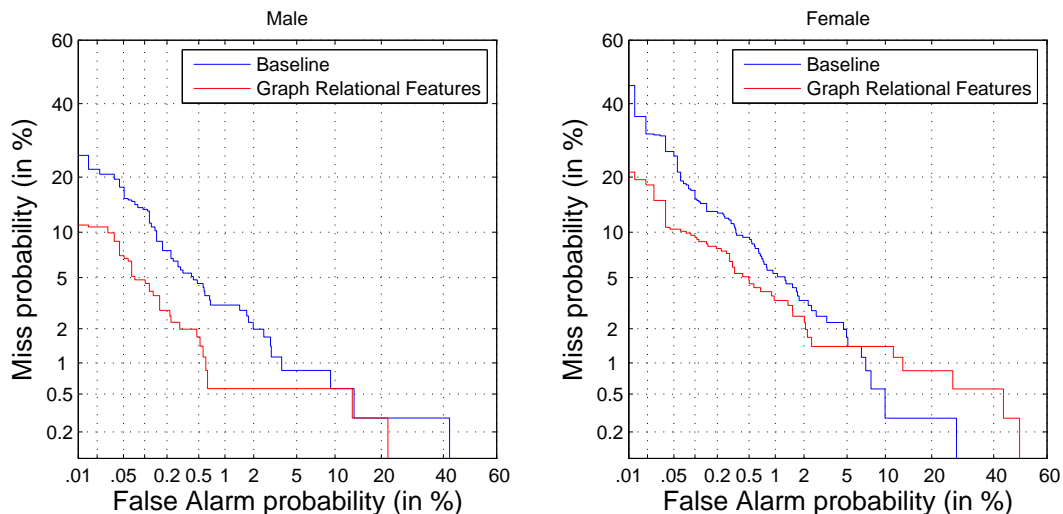 Male
Miss probability (in %)
60
40
20
10
5
2
1
0.5
0.2
Baseline
Graph Relational Features
.01 .05 0.2 0.5 1 2 5 10 20 40 60
False Alarm probability (in %)
Female
Miss probability (in %)
60
40
20
10
5
2
1
0.5
0.2
Baseline
Graph Relational Features
.01 .05 0.2 0.5 1 2 5 10 20 40 60
False Alarm probability (in %)